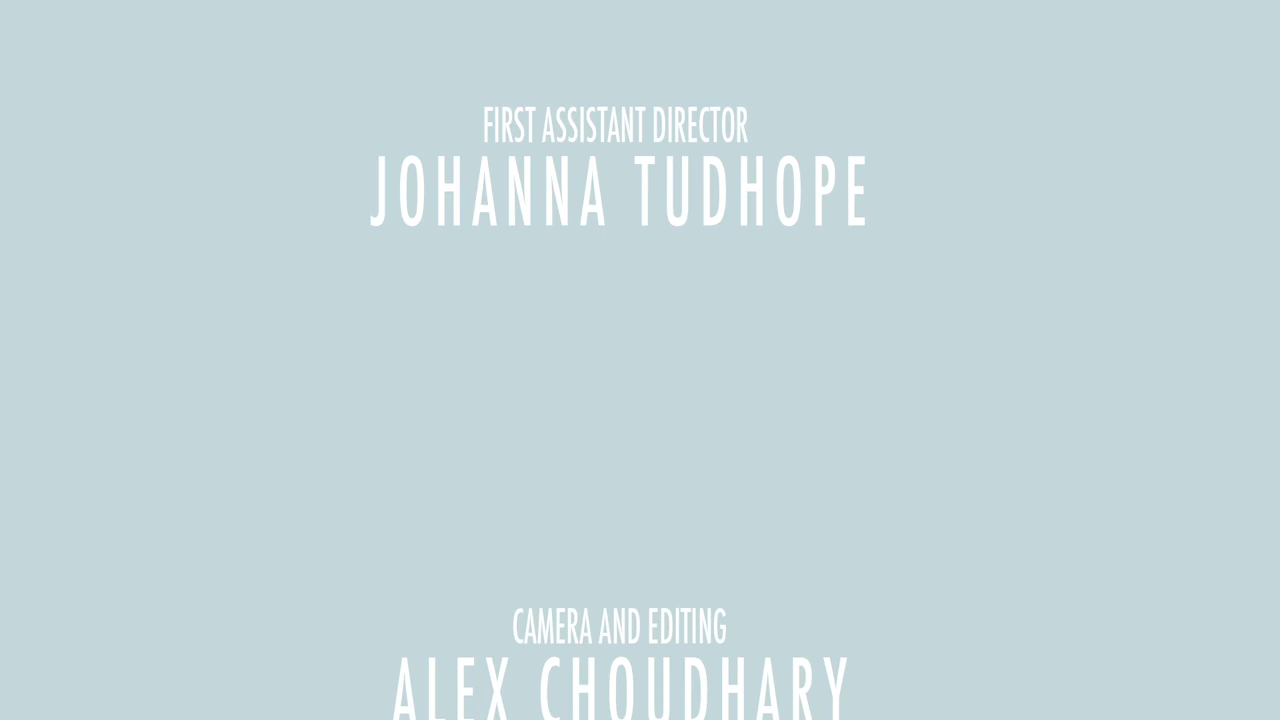 FIRST ASSISTANT DIRECTOR
JOHANNA TUDHOPE
CAMERA AND EDITING
ALEX CHOUDHARY